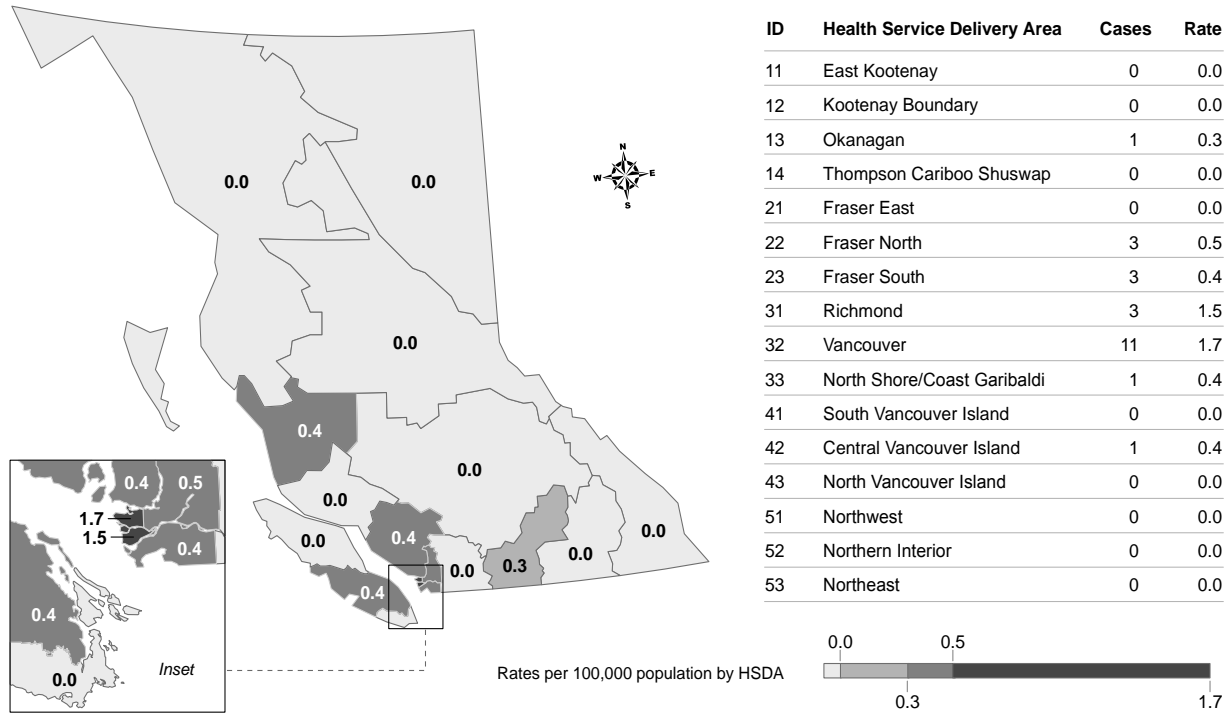 ID Health Service Delivery Area Cases Rate
11 East Kootenay 0 0.0
12 Kootenay Boundary 0 0.0
13 Okanagan 1 0.3
14 Thompson Cariboo Shuswap 0 0.0
21 Fraser East 0 0.0
22 Fraser North 3 0.5
23 Fraser South 3 0.4
31 Richmond 3 1.5
32 Vancouver 11 1.7
33 North Shore/Coast Garibaldi 1 0.4
41 South Vancouver Island 0 0.0
42 Central Vancouver Island 1 0.4
43 North Vancouver Island 0 0.0
51 Northwest 0 0.0
52 Northern Interior 0 0.0
53 Northeast 0 0.0
N
W E
S
0.0 0.0
0.0
0.4
0.0
0.0
0.0 0.4 0.0
0.0 0.3 0.0
0.4
0.4 0.5
1.7
1.5
0.4
0.4
0.0
Inset
Rates per 100,000 population by HSDA
0.0 0.5
0.3 1.7